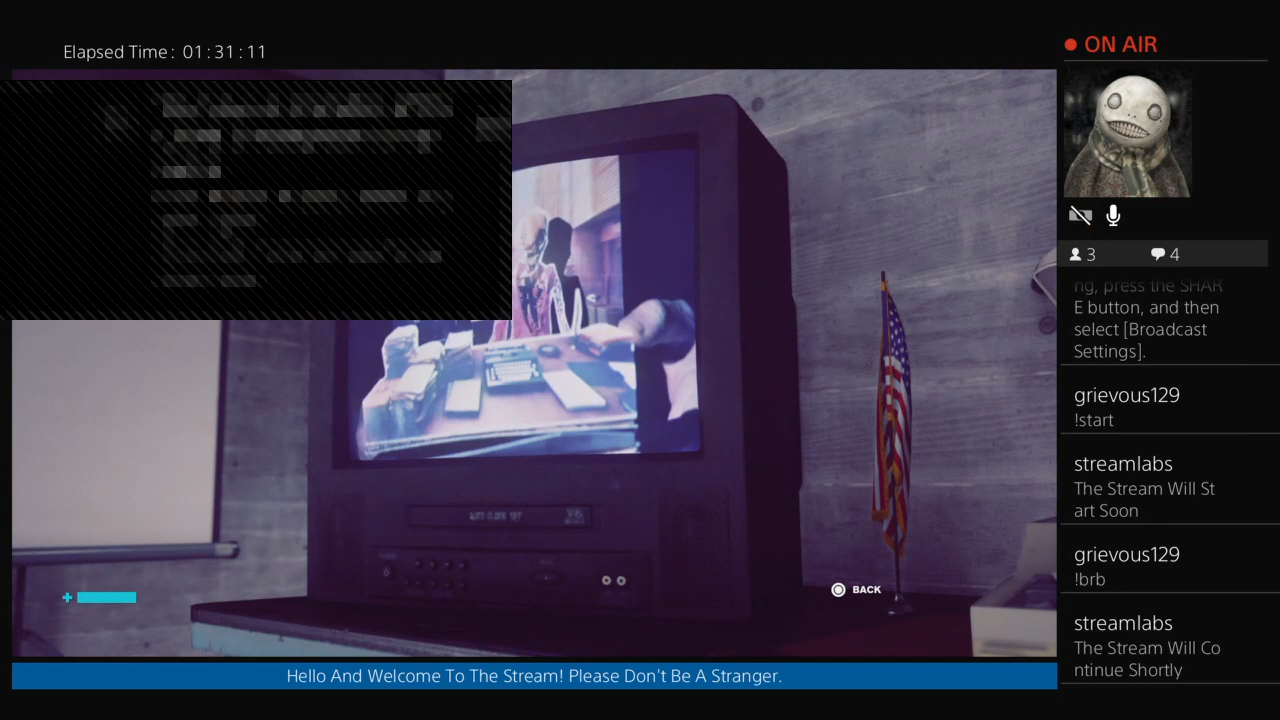 Elapsed Time: 01:31:11
ON AIR
3 4
ng, press the SHAR
E button, and then
select [Broadcast
Settings].
grievous129
!start
streamlabs
The Stream Will St
art Soon
grievous129
!brb
streamlabs
The Stream Will Co
ntinue Shortly
BACK
Hello And Welcome To The Stream! Please Don't Be A Stranger.